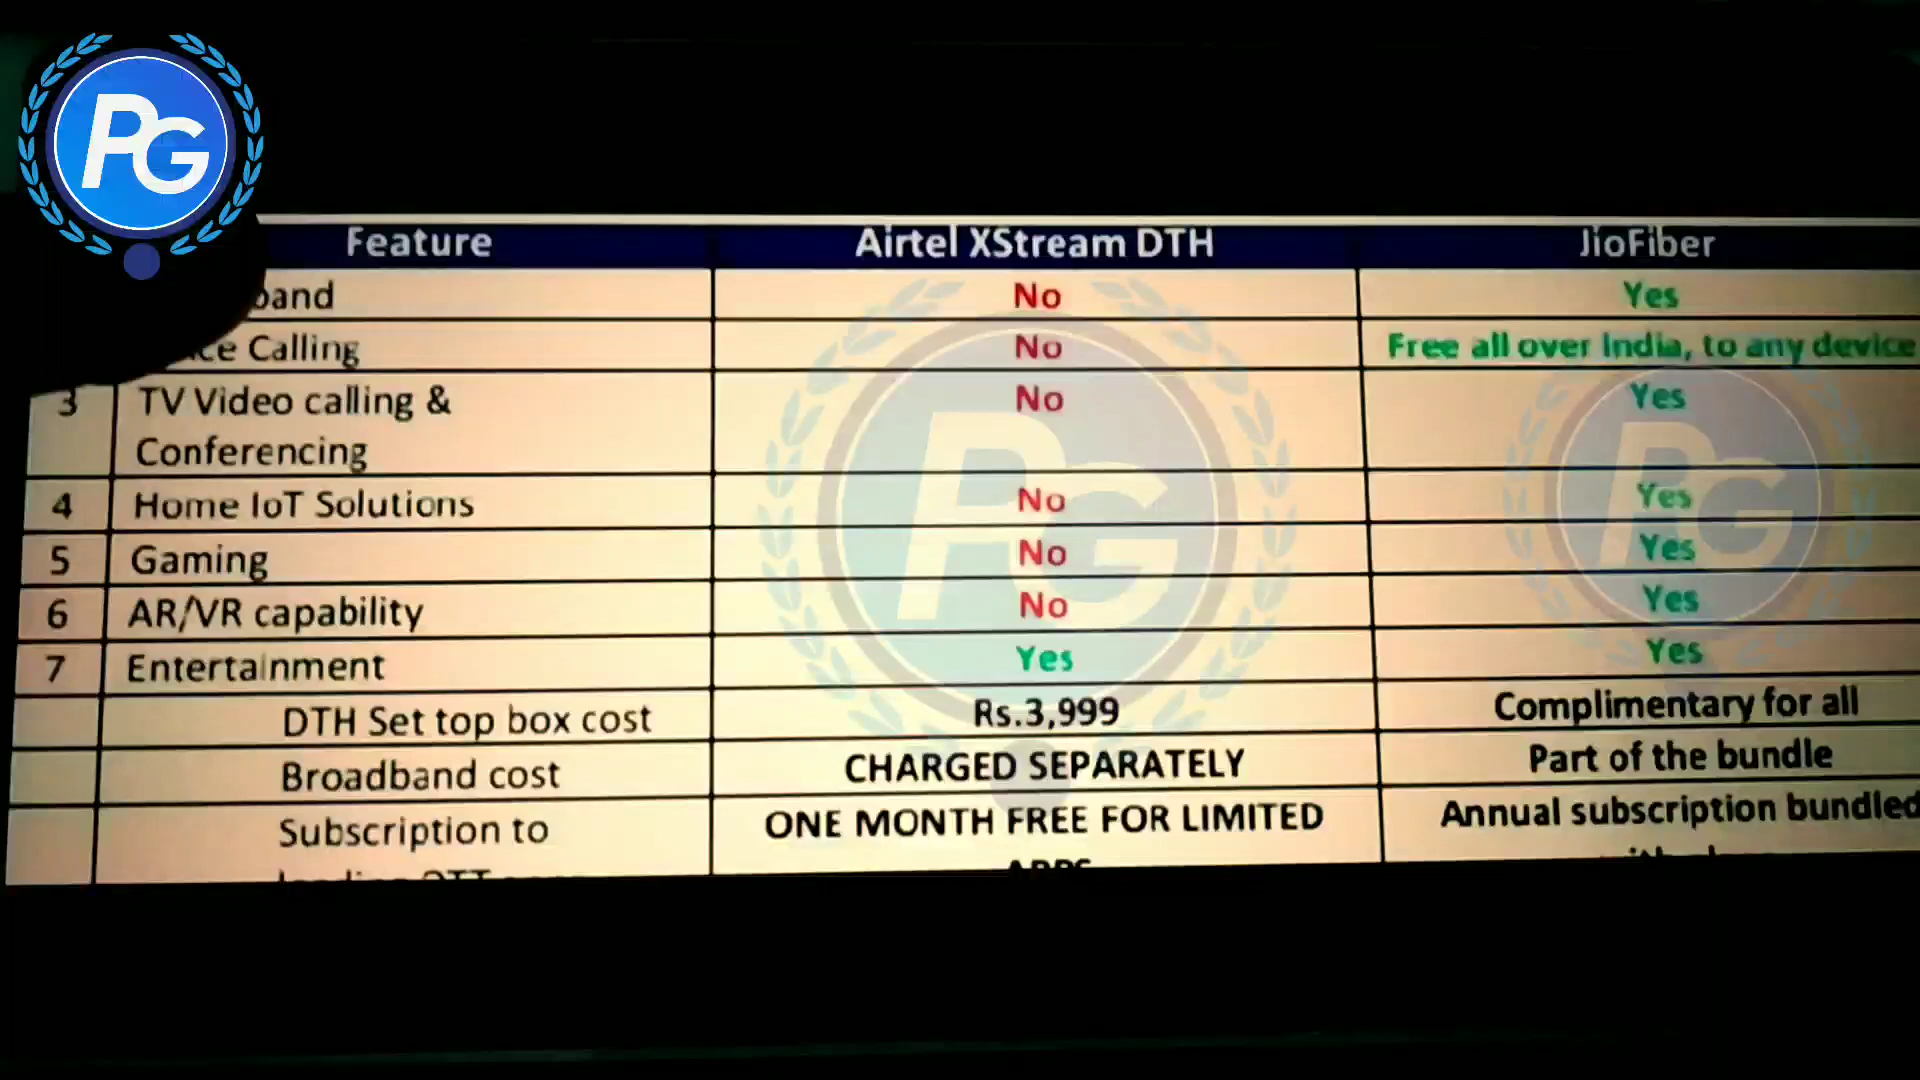 PG
Feature Airtel XStream DTH JioFiber
band No Yes
ce Calling No Free all over India, to any device
3 TV Video calling & No Yes
Conferencing
4 Home IoT Solutions No Yes
5 Gaming No Yes
6 AR/VR capability No Yes
7 Entertainment Yes Yes
DTH Set top box cost Rs.3,999 Complimentary for all
Broadband cost CHARGED SEPARATELY Part of the bundle
Subscription to ONE MONTH FREE FOR LIMITED Annual subscription bundled
PG
PG